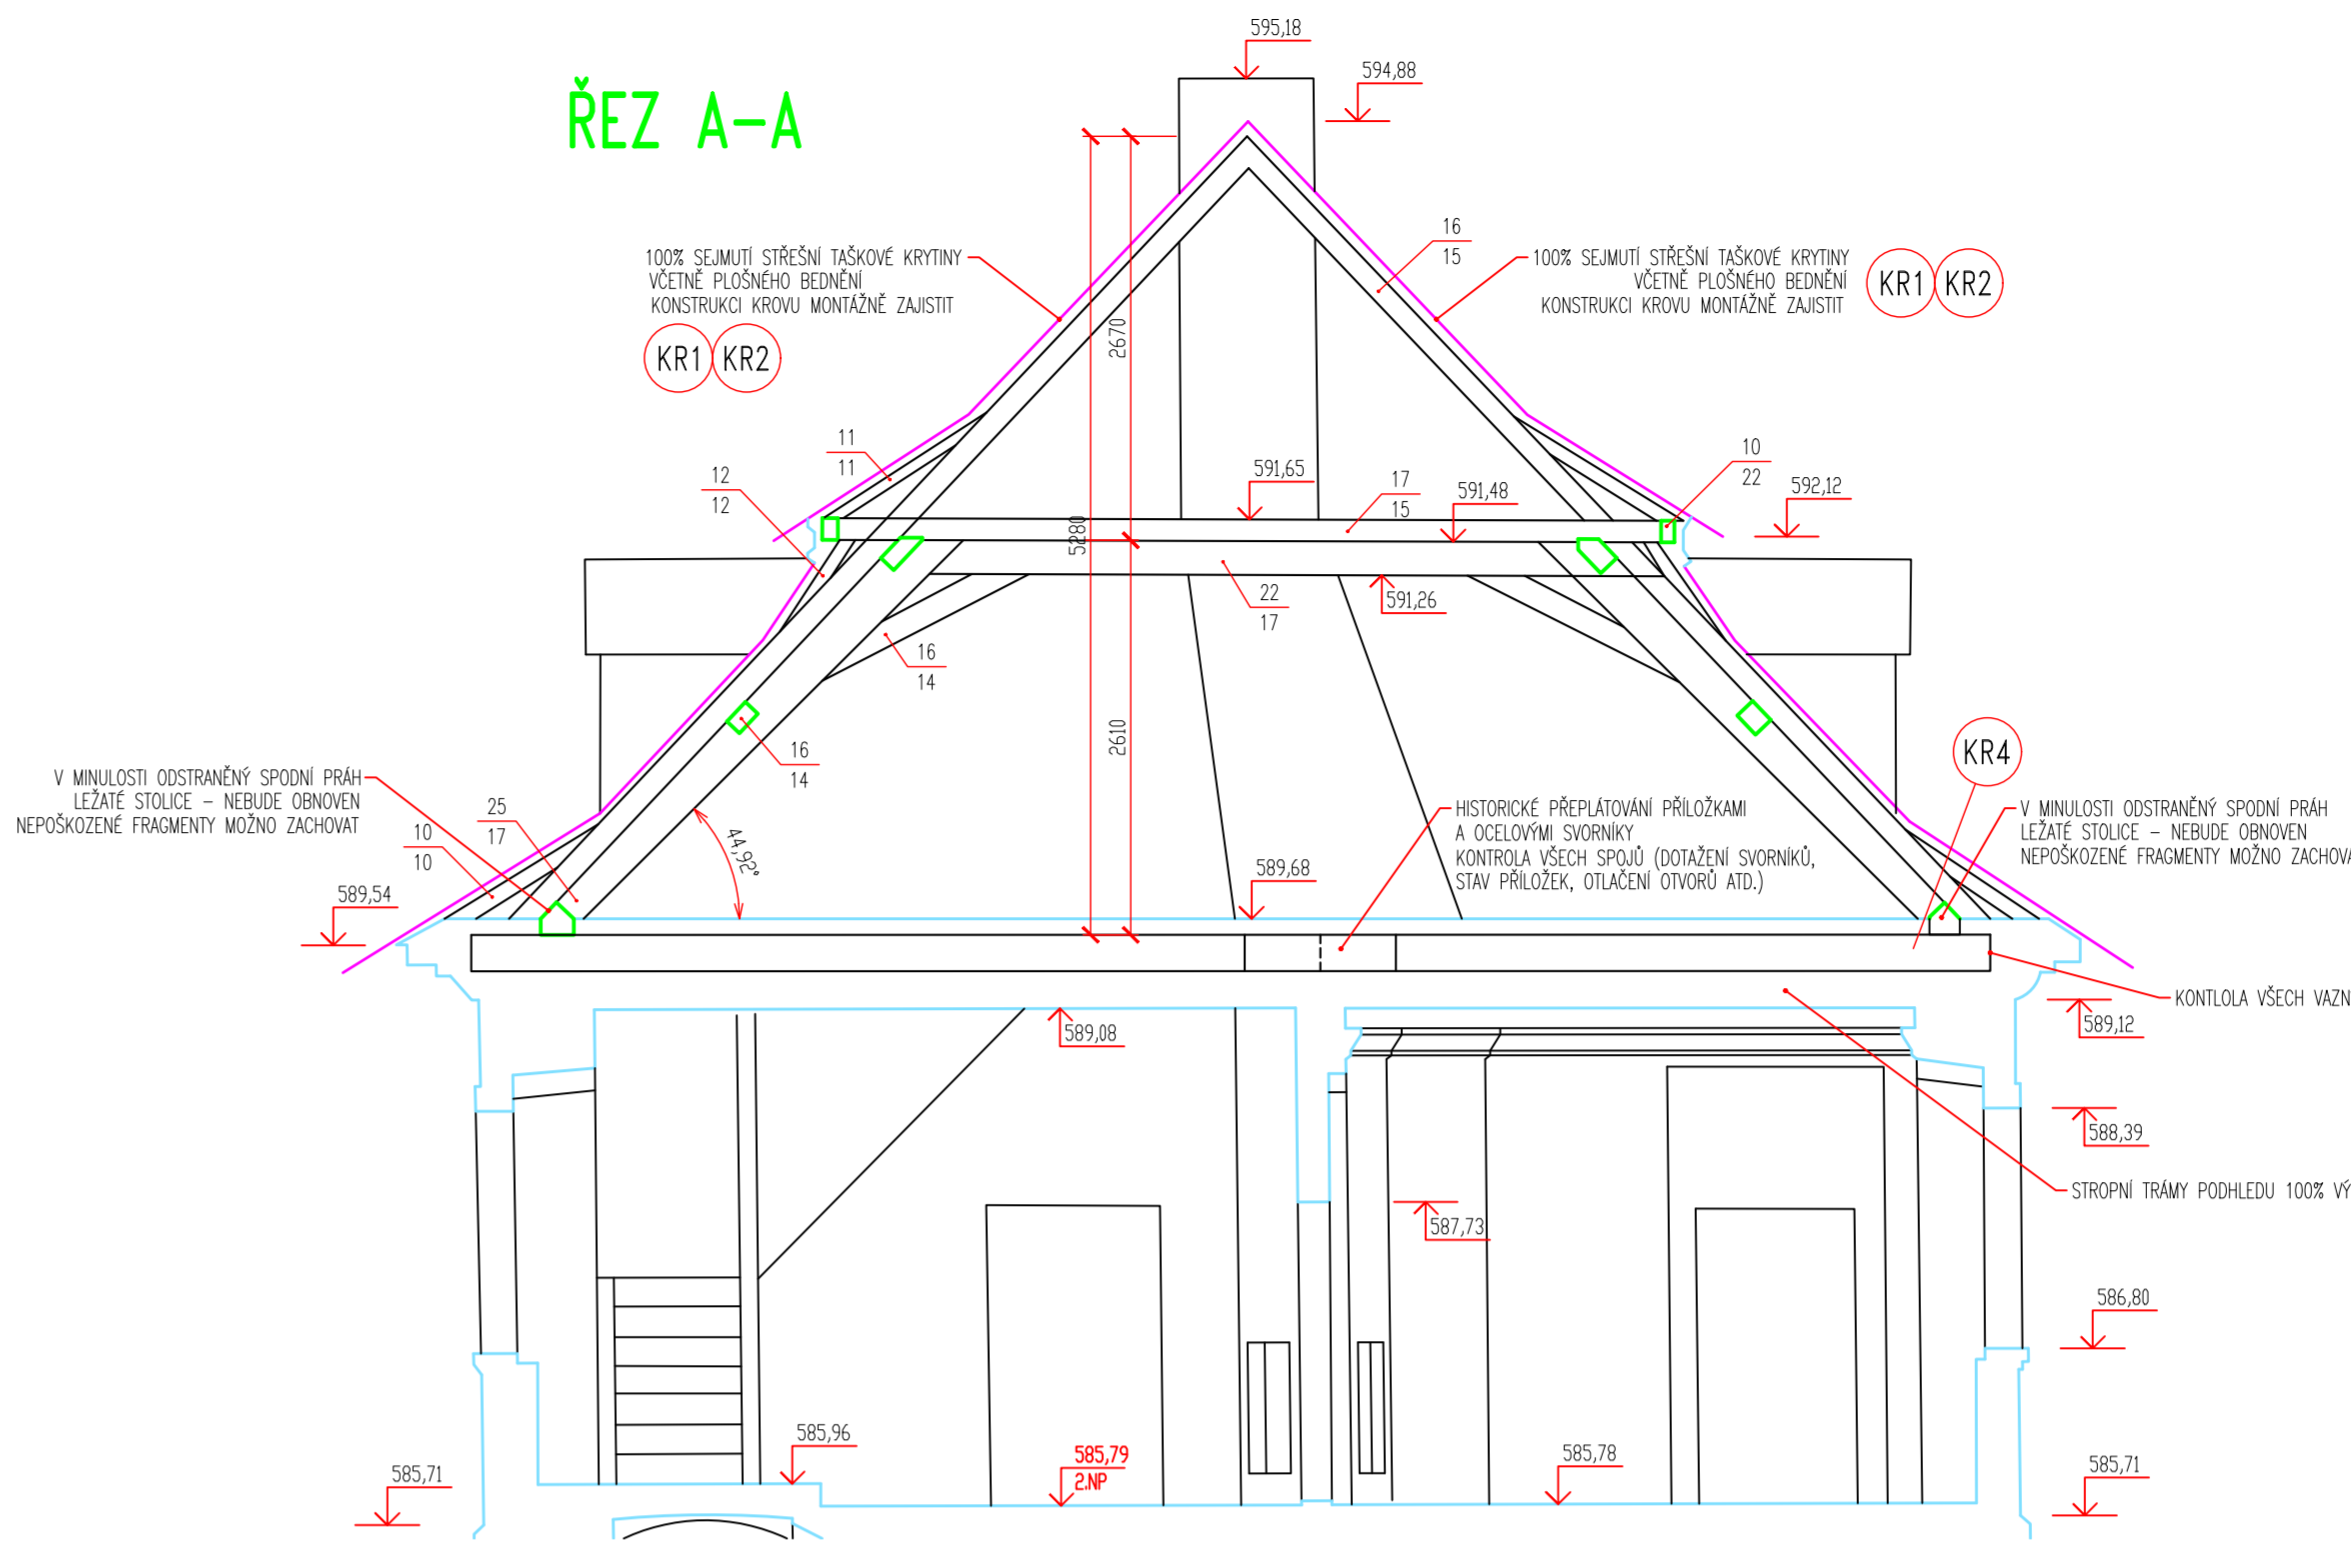 ŘEZ A–A
595,18
594,88
100% SEJMUTÍ STŘEŠNÍ TAŠKOVÉ KRYTINY
VČETNĚ PLOŠNÉHO BEDNĚNÍ
KONSTRUKCI KROVU MONTÁŽNĚ ZAJISTIT
KR1 KR2
16
15
100% SEJMUTÍ STŘEŠNÍ TAŠKOVÉ KRYTINY
VČETNĚ PLOŠNÉHO BEDNĚNÍ
KONSTRUKCI KROVU MONTÁŽNĚ ZAJISTIT
KR1 KR2
2670
5280
2610
11
11
12
12
591,65
17
15
591,48
10
22
592,12
22
17
591,26
16
14
16
14
44,92°
V MINULOSTI ODSTRANĚNÝ SPODNÍ PRÁH
LEŽATÉ STOLICE – NEBUDE OBNOVEN
NEPOŠKOZENÉ FRAGMENTY MOŽNO ZACHOVAT
25
17
10
10
589,54
589,68
HISTORICKÉ PŘEPLÁTOVÁNÍ PŘÍLOŽKAMI
A OCELOVÝMI SVORNÍKY
KONTROLA VŠECH SPOJŮ (DOTAŽENÍ SVORNÍKŮ,
STAV PŘÍLOŽEK, OTLAČENÍ OTVORŮ ATD.)
KR4
V MINULOSTI ODSTRANĚNÝ SPODNÍ PRÁH
LEŽATÉ STOLICE – NEBUDE OBNOVEN
NEPOŠKOZENÉ FRAGMENTY MOŽNO ZACHOVA
KONTLOLA VŠECH VAZN
589,08
589,12
588,39
STROPNÍ TRÁMY PODHLEDU 100% VÝ
587,73
586,80
585,96
585,79
2.NP
585,78
585,71
585,71